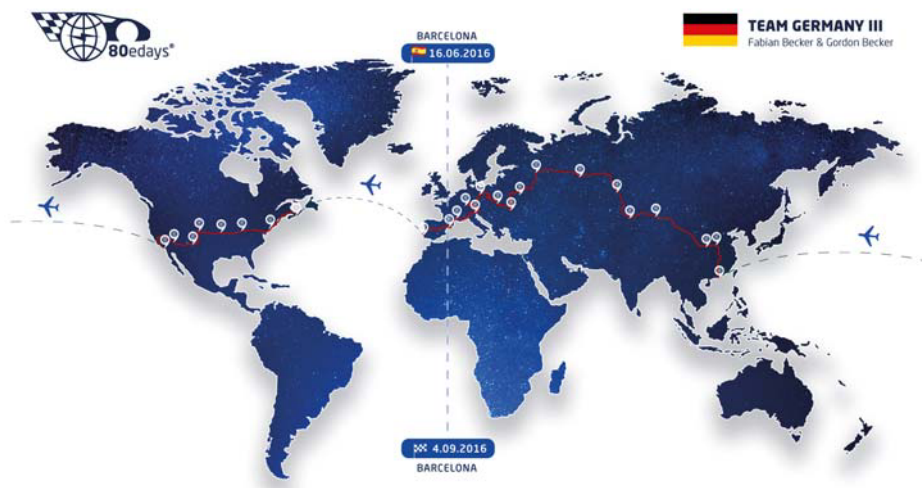 80edays®
BARCELONA
16.06.2016
TEAM GERMANY III
Fabian Becker & Gordon Becker
4.09.2016
BARCELONA